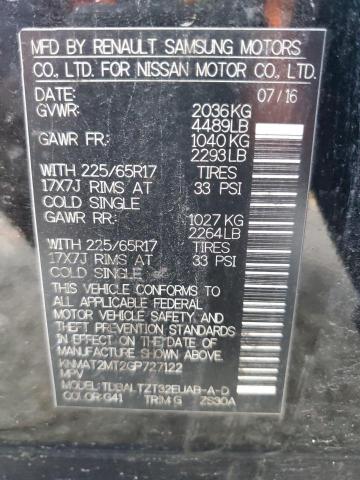 MFD BY RENAULT SAMSUNG MOTORS
CO., LTD. FOR NISSAN MOTOR CO., LTD.
DATE: 07/16
GVWR: 2036KG
4489LB
GAWR FR: 1040KG
2293LB
WITH 225/65R17 TIRES
17X7J RIMS AT 33 PSI
COLD SINGLE
GAWR RR: 1027KG
2264LB
WITH 225/65R17 TIRES
17X7J RIMS AT 33 PSI
COLD SINGLE
THIS VEHICLE CONFORMS TO
ALL APPLICABLE FEDERAL
MOTOR VEHICLE SAFETY
AND THEFT PREVENTION STANDARDS
IN EFFECT ON THE DATE OF
MANUFACTURE SHOWN ABOVE
KNMAT2MT2GP727122
MPV
MODEL: TLBALTZT32EUAB-A-D
COLOR:G41 TRIM:G ZS30A